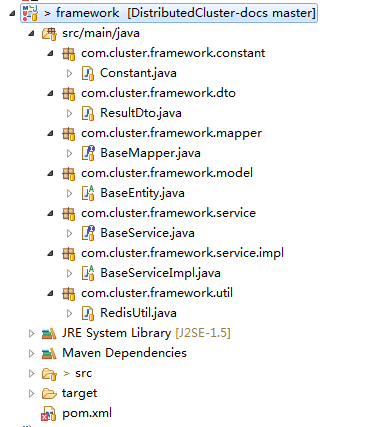 > framework [DistributedCluster-docs master]
src/main/java
com.cluster.framework.constant
Constant.java
com.cluster.framework.dto
ResultDto.java
com.cluster.framework.mapper
BaseMapper.java
com.cluster.framework.model
BaseEntity.java
com.cluster.framework.service
BaseService.java
com.cluster.framework.service.impl
BaseServiceImpl.java
com.cluster.framework.util
RedisUtil.java
JRE System Library [J2SE-1.5]
Maven Dependencies
> src
target
pom.xml